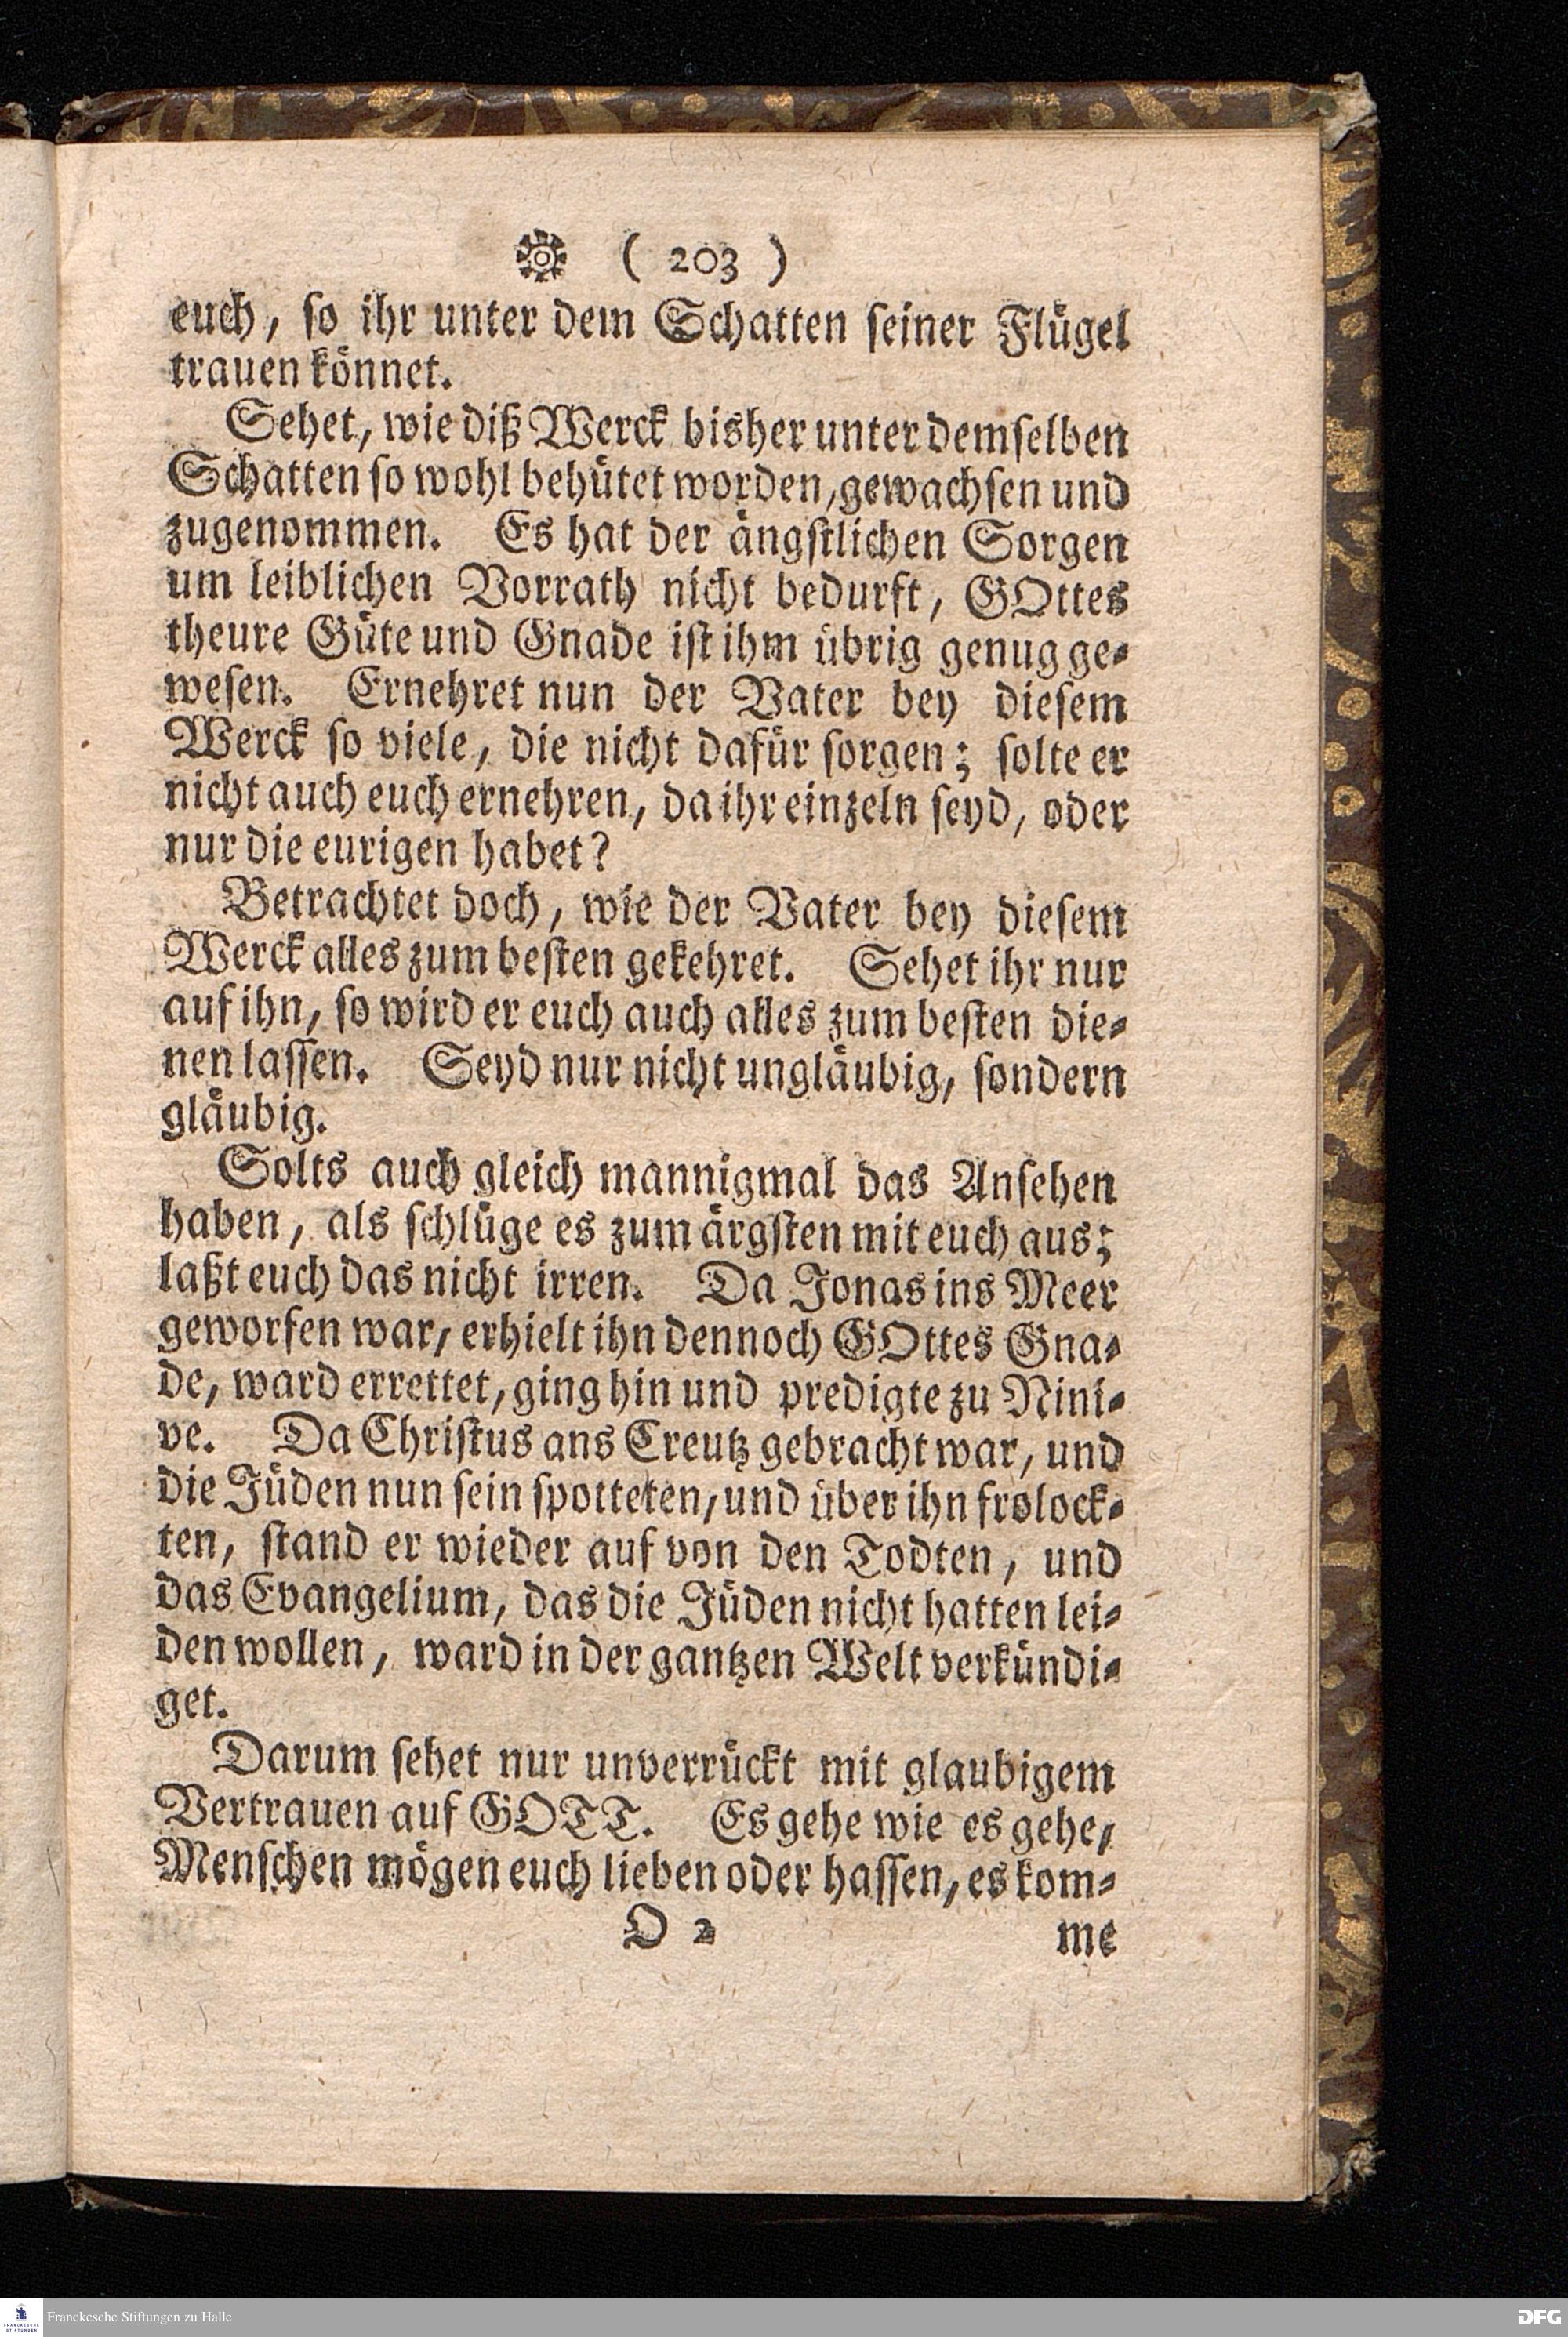 ( 203 )
euch, so ihr unter dem Schatten seiner Flügel
trauen können.
Sehet, wie diß Werck bisher unter demselben
Schatten so wohl behütet worden, gewachsen und
zugenommen. Es hat der ängstlichen Sorgen
um leiblichen Vorrath nicht bedurft, GOttes
theure Güte und Gnade ist ihm übrig genug ge-
wesen. Ernehret nun der Vater bey diesem
Werck so viele, die nicht dafür sorgen; solte er
nicht auch euch ernehren, da ihr einzeln seyd, oder
nur die eurigen habet?
Betrachtet doch, wie der Vater bey diesem
Werck alles zum besten gekehret. Sehet ihr nur
auf ihn, so wird er euch auch alles zum besten die-
nen lassen. Seyd nur nicht ungläubig, sondern
gläubig.
Solts auch gleich mannigmal das Ansehen
haben, als schlüge es zum ärgsten mit euch aus;
laßt euch das nicht irren. Da Jonas ins Meer
geworfen war, erhielt ihn dennoch GOttes Gna-
de, ward errettet, ging hin und predigte zu Nini-
ve. Da Christus ans Creutz gebracht war, und
die Jüden nun sein spotteten, und über ihn frolock-
ten, stand er wieder auf von den Todten, und
das Evangelium, das die Jüden nicht hatten lei-
den wollen, ward in der gantzen Welt verkündi-
get.
Darum sehet nur unverrückt mit glaubigem
Vertrauen auf GOTT. Es gehe wie es gehe,
Menschen mögen euch lieben oder hassen, es kom-
O 2 me
FRANCKESCHE STIFTUNGEN
Franckesche Stiftungen zu Halle
DFG